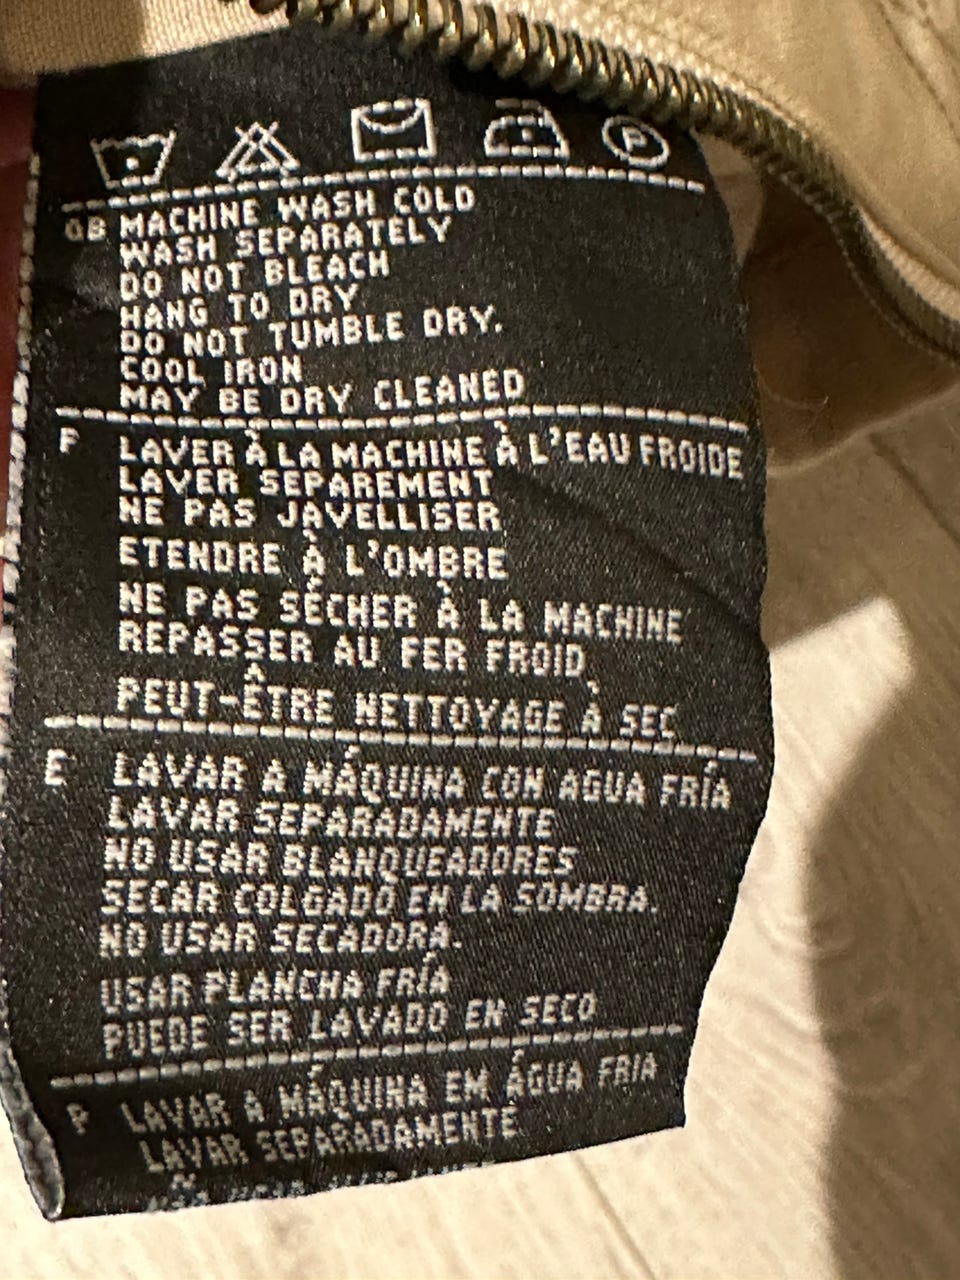 P
GB MACHINE WASH COLD
WASH SEPARATELY
DO NOT BLEACH
HANG TO DRY
DO NOT TUMBLE DRY.
COOL IRON
MAY BE DRY CLEANED
F LAVER À LA MACHINE À L'EAU FROIDE
LAVER SEPAREMENT
NE PAS JAVELLISER
ETENDRE À L'OMBRE
NE PAS SÉCHER À LA MACHINE
REPASSER AU FER FROID
PEUT-ÊTRE NETTOYAGE À SEC
E LAVAR A MÁQUINA CON AGUA FRÍA
LAVAR SEPARADAMENTE
NO USAR BLANQUEADORES
SECAR COLGADO EN LA SOMBRA.
NO USAR SECADORA.
USAR PLANCHA FRÍA
PUEDE SER LAVADO EN SECO
P LAVAR A MÁQUINA EM ÁGUA FRIA
LAVAR SEPARADAMENTE